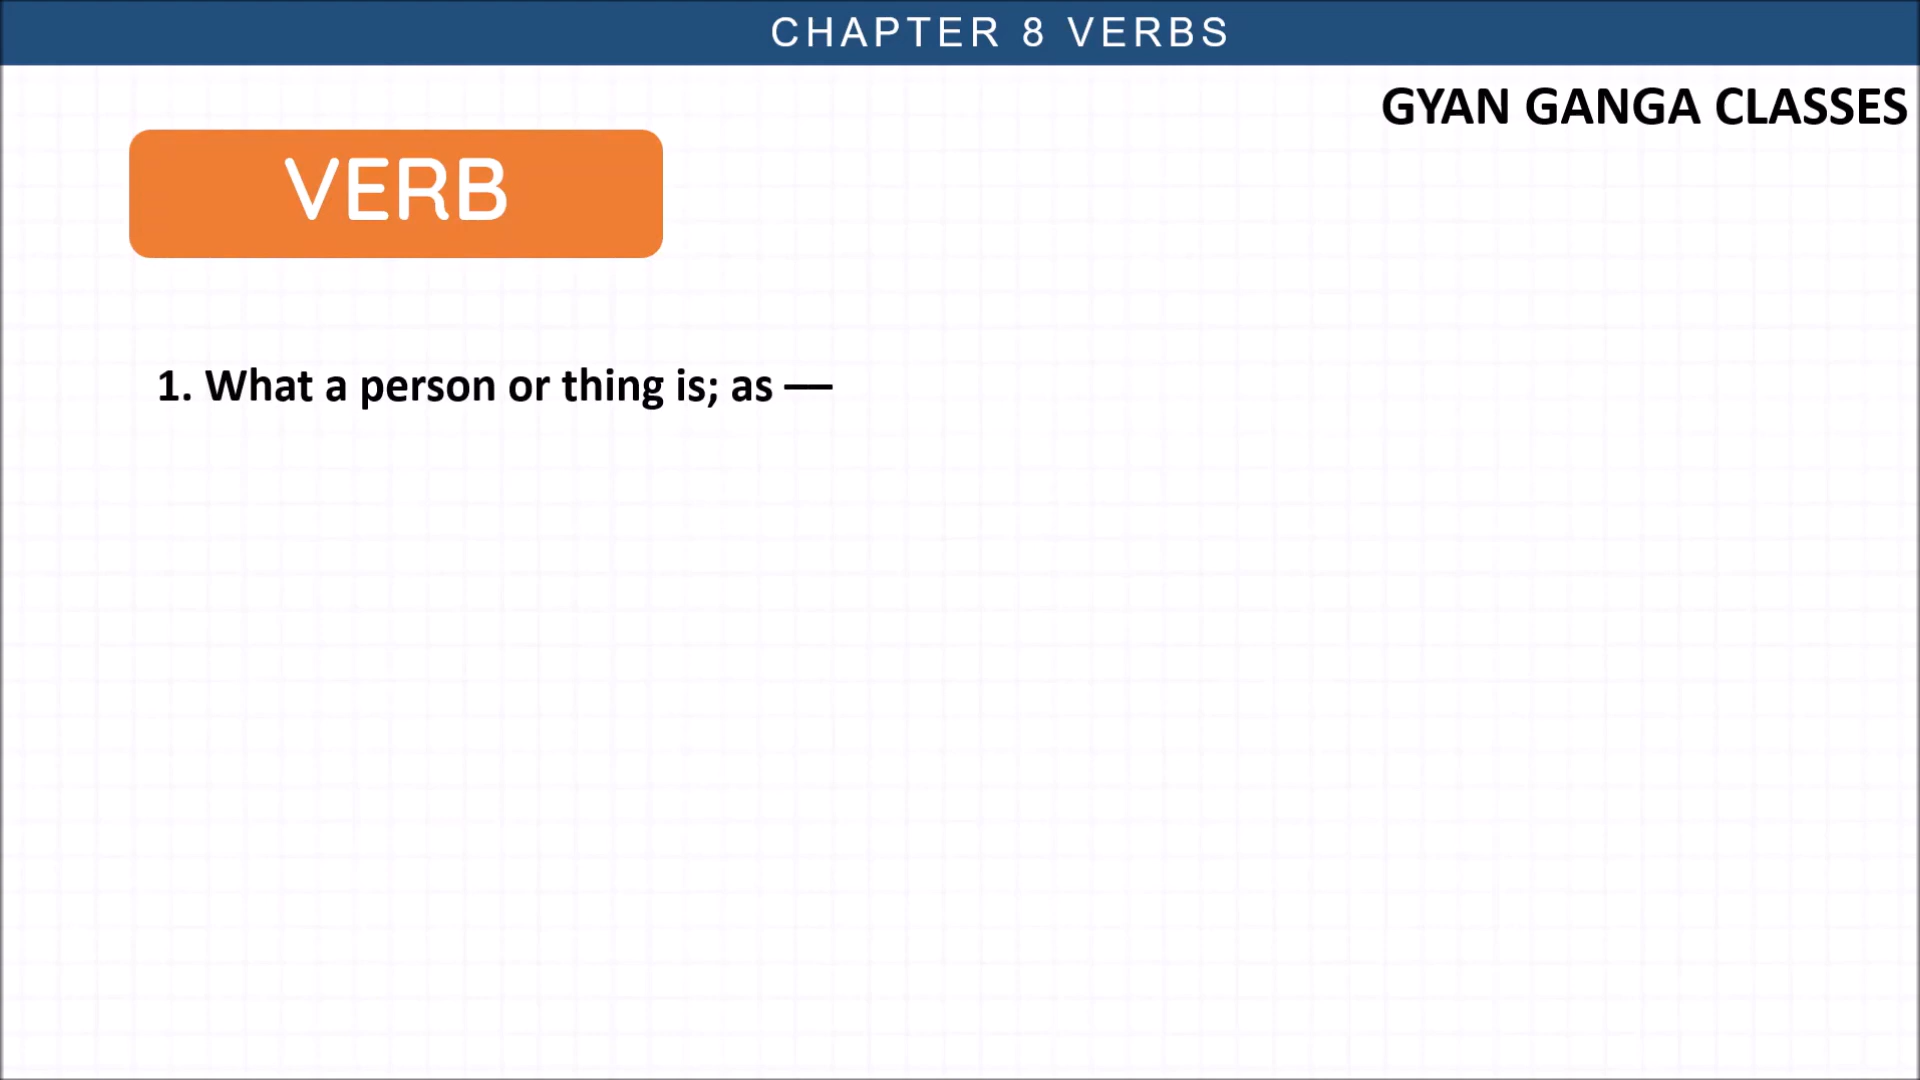 CHAPTER 8 VERBS
GYAN GANGA CLASSES
VERB
1. What a person or thing is; as —